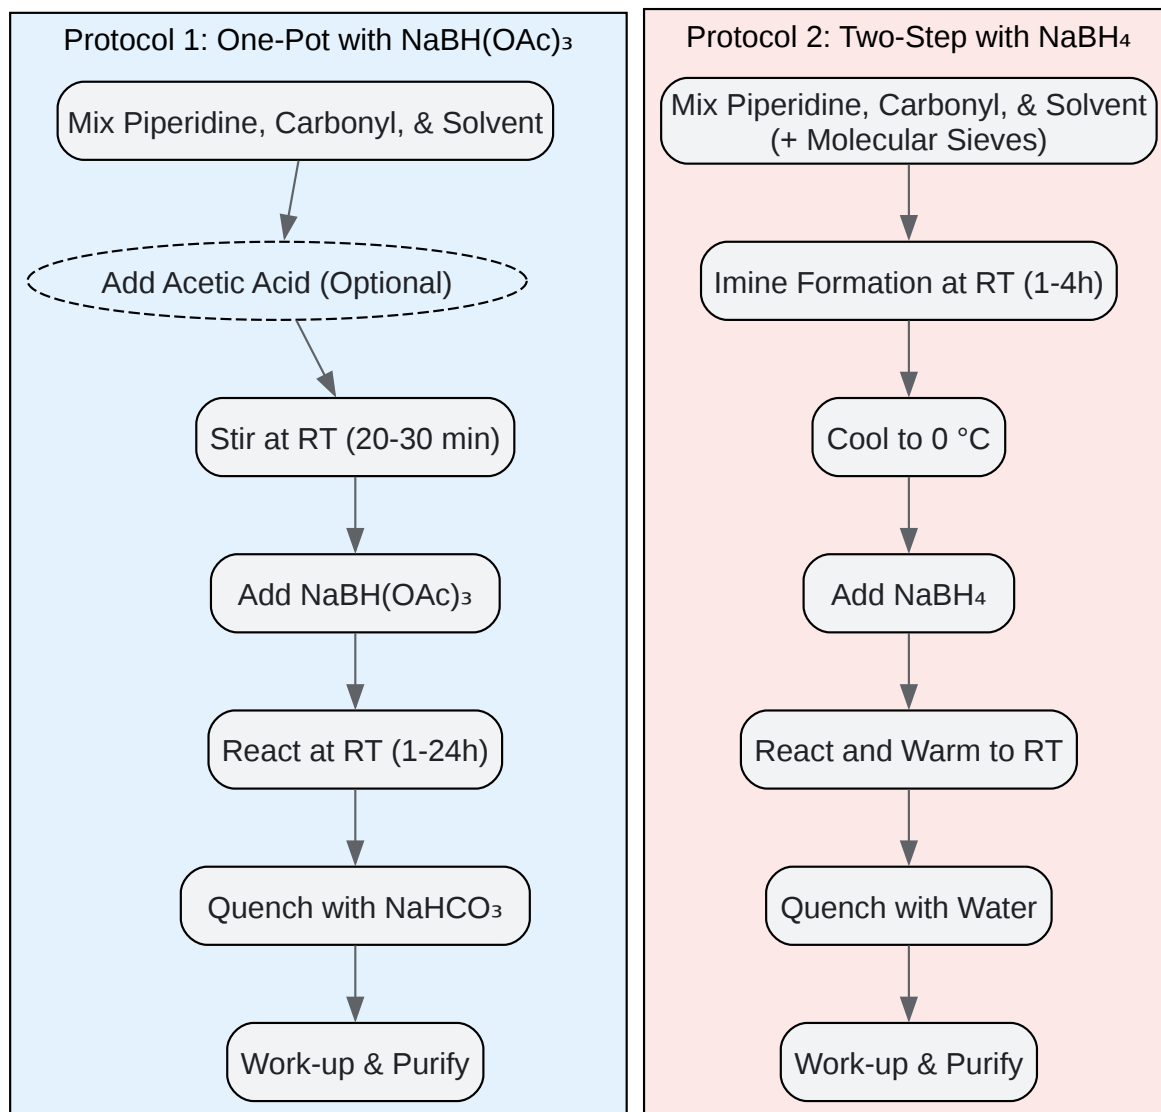 Protocol 1: One-Pot with NaBH(OAc)₃
Mix Piperidine, Carbonyl, & Solvent
Add Acetic Acid (Optional)
Stir at RT (20-30 min)
Add NaBH(OAc)₃
React at RT (1-24h)
Quench with NaHCO₃
Work-up & Purify
Protocol 2: Two-Step with NaBH₄
Mix Piperidine, Carbonyl, & Solvent
(+ Molecular Sieves)
Imine Formation at RT (1-4h)
Cool to 0 °C
Add NaBH₄
React and Warm to RT
Quench with Water
Work-up & Purify